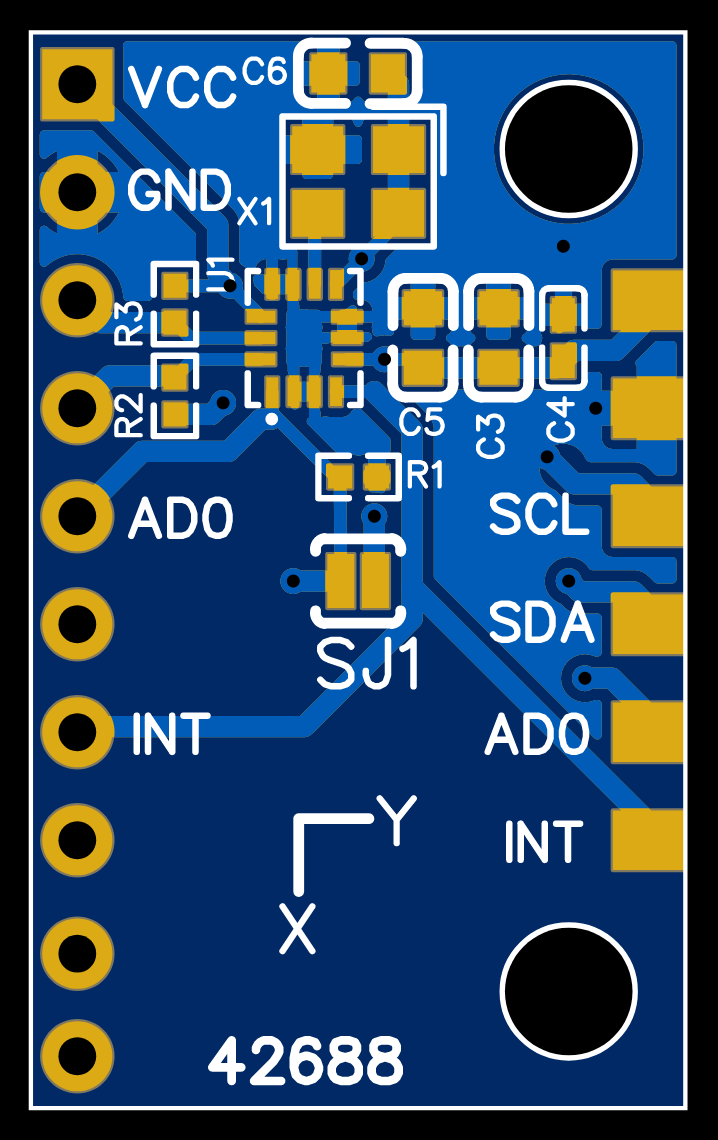 VCC
C6
GND
X1
U1
R3
R2
C5
C3
C4
R1
AD0
SCL
SJ1
SDA
INT
AD0
Y
INT
X
42688